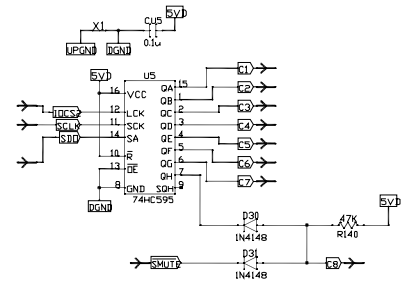 5VD
X1
CU5
UPGND
DGND
0.1u
5VD
U5
16
VCC
QA
15
C1
QB
1
C2
IOCS2
12
LCK
QC
2
C3
SCLK
11
SCK
QD
3
C4
SDO
14
SA
QE
4
C5
QF
5
C6
10
R
QG
6
C7
13
OE
QH
7
8
GND
SQH
9
74HC595
DGND
D30
1N4148
47K
5VD
R140
D31
SMUTE
1N4148
C8